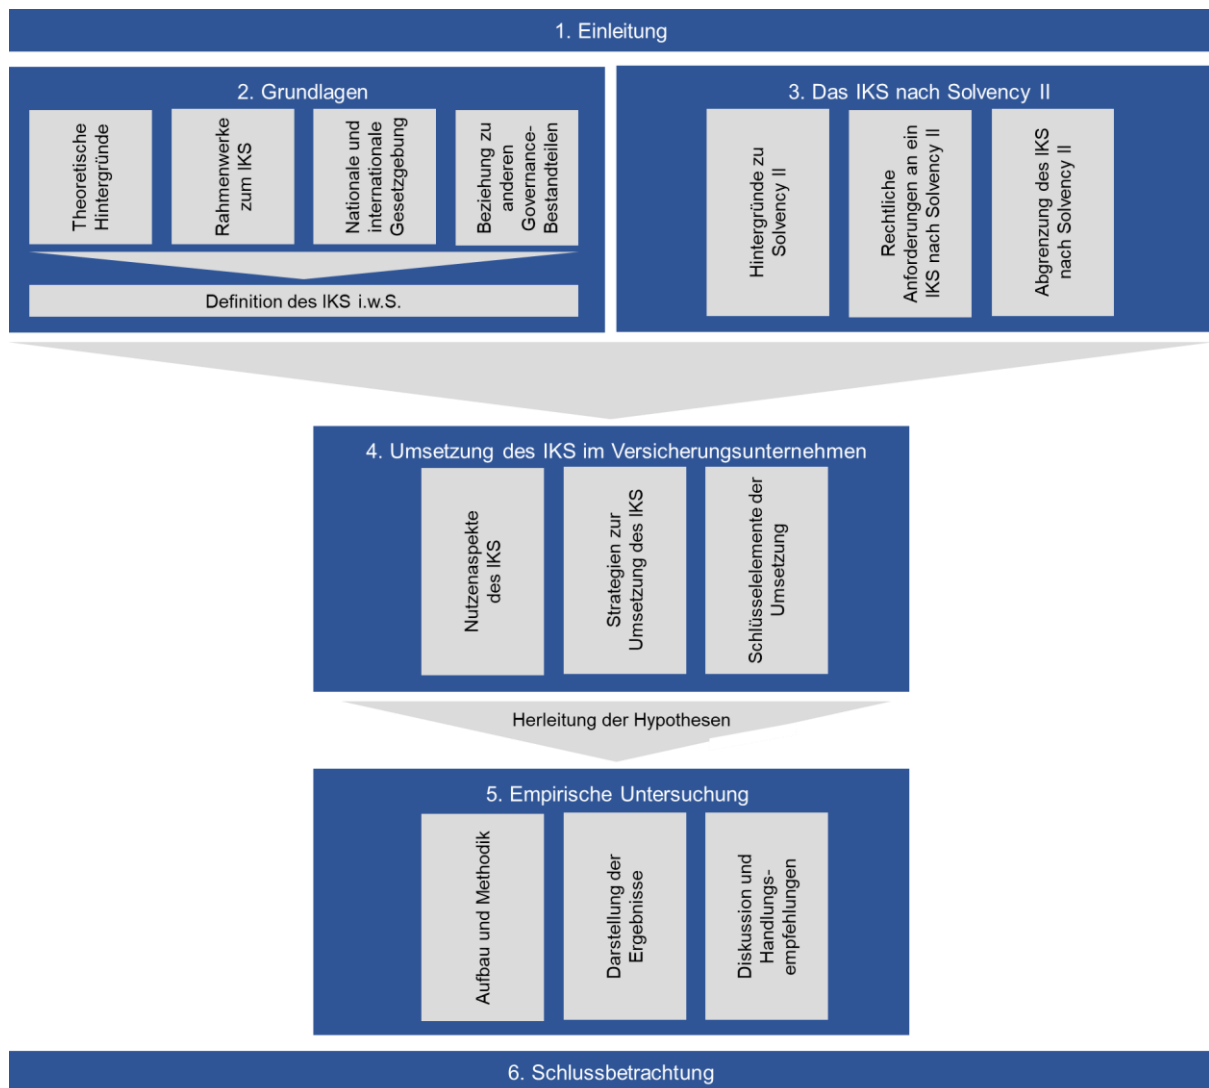 1. Einleitung
2. Grundlagen
Theoretische
Hintergründe
Rahmenwerke
zum IKS
Nationale und
internationale
Gesetzgebung
Beziehung zu
anderen
Governance-
Bestandteilen
Definition des IKS i.w.S.
3. Das IKS nach Solvency II
Hintergründe zu
Solvency II
Rechtliche
Anforderungen an ein
IKS nach Solvency II
Abgrenzung des IKS
nach Solvency II
4. Umsetzung des IKS im Versicherungsunternehmen
Nutzenaspekte
des IKS
Strategien zur
Umsetzung des IKS
Schlüsselelemente der
Umsetzung
Herleitung der Hypothesen
5. Empirische Untersuchung
Aufbau und Methodik
Darstellung der
Ergebnisse
Diskussion und
Handlungs-
empfehlungen
6. Schlussbetrachtung